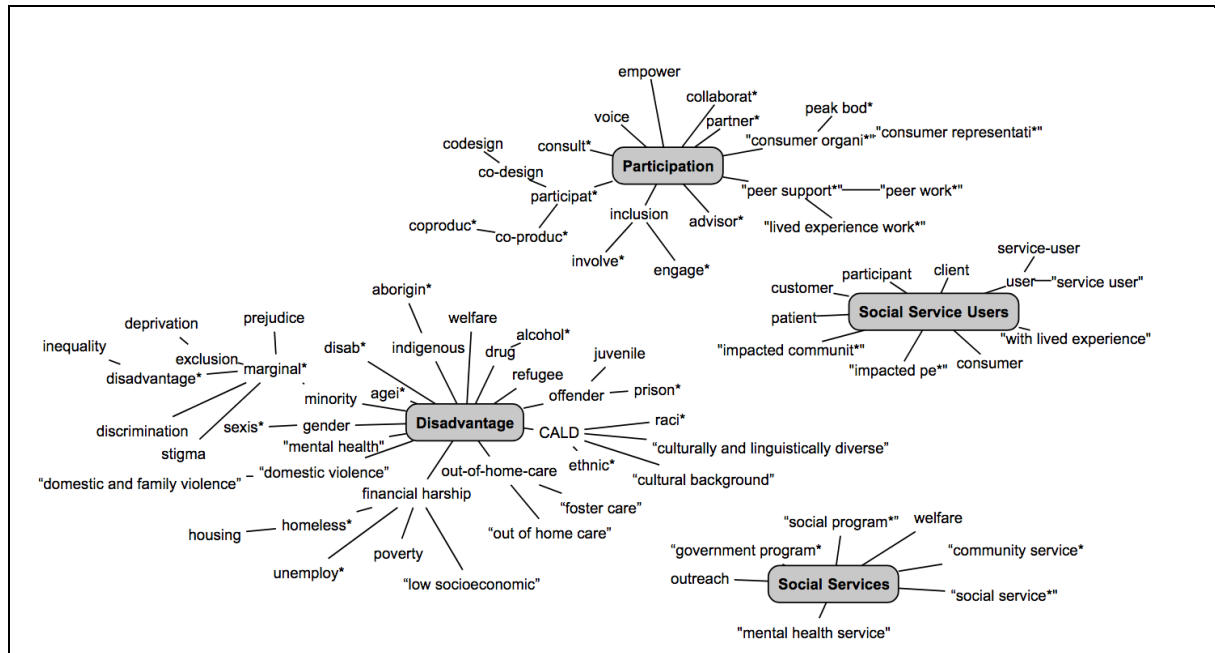 empower
collaborat*
voice
partner*
peak bod*
"consumer organi*"
"consumer representati*"
consult*
codesign
co-design
Participation
participat*
"peer support*"
"peer work*"
inclusion
advisor*
"lived experience work*"
coproduc*
co-produc*
involve*
engage*
service-user
participant
client
user
"service user"
customer
Social Service Users
patient
"with lived experience"
"impacted communit*"
"impacted pe*"
consumer
aborigin*
deprivation
prejudice
welfare
alcohol*
inequality
exclusion
disab*
indigenous
drug
juvenile
disadvantage*
marginal*
refugee
minority
agei*
offender
prison*
Disadvantage
discrimination
sexis*
gender
CALD
raci*
stigma
"mental health"
“culturally and linguistically diverse”
ethnic*
“domestic and family violence”
“domestic violence”
out-of-home-care
“cultural background”
financial harship
“foster care”
housing
homeless*
“out of home care”
unemploy*
poverty
“low socioeconomic”
"social program*”
welfare
“government program*
“community service*
outreach
Social Services
“social service*"
"mental health service"